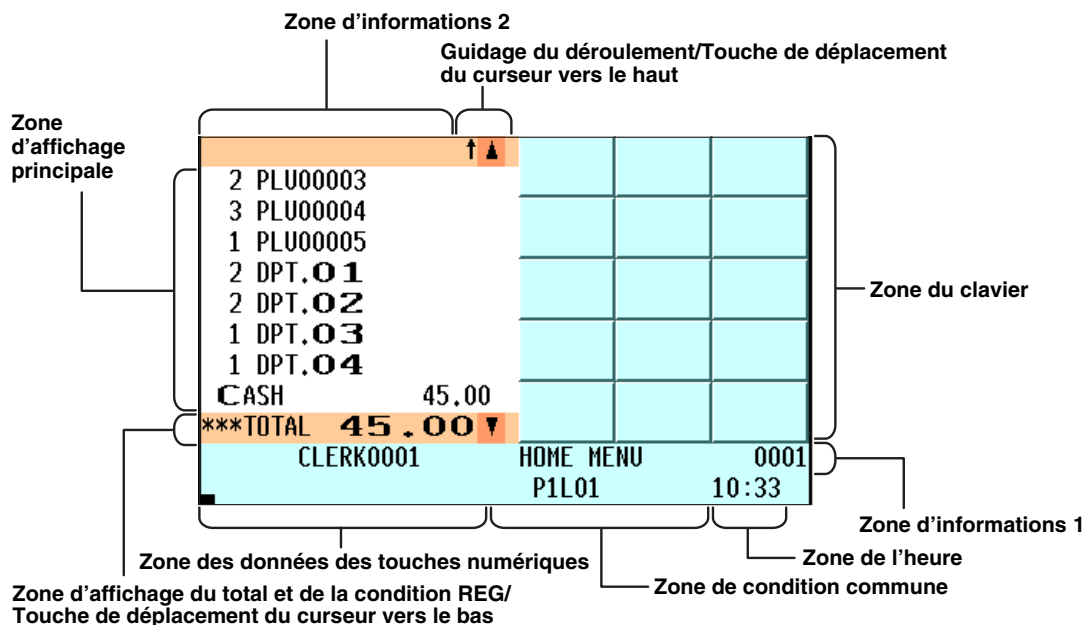 Zone d'informations 2
Guidage du déroulement/Touche de déplacement
du curseur vers le haut
Zone
d'affichage
principale
↑ ▲
2 PLU00003
3 PLU00004
1 PLU00005
2 DPT.01
2 DPT.02
1 DPT.03
1 DPT.04
CASH 45.00
***TOTAL 45.00 ▼
CLERK0001 HOME MENU 0001
P1L01 10:33
Zone du clavier
Zone d'informations 1
Zone de l'heure
Zone des données des touches numériques
Zone de condition commune
Zone d'affichage du total et de la condition REG/
Touche de déplacement du curseur vers le bas